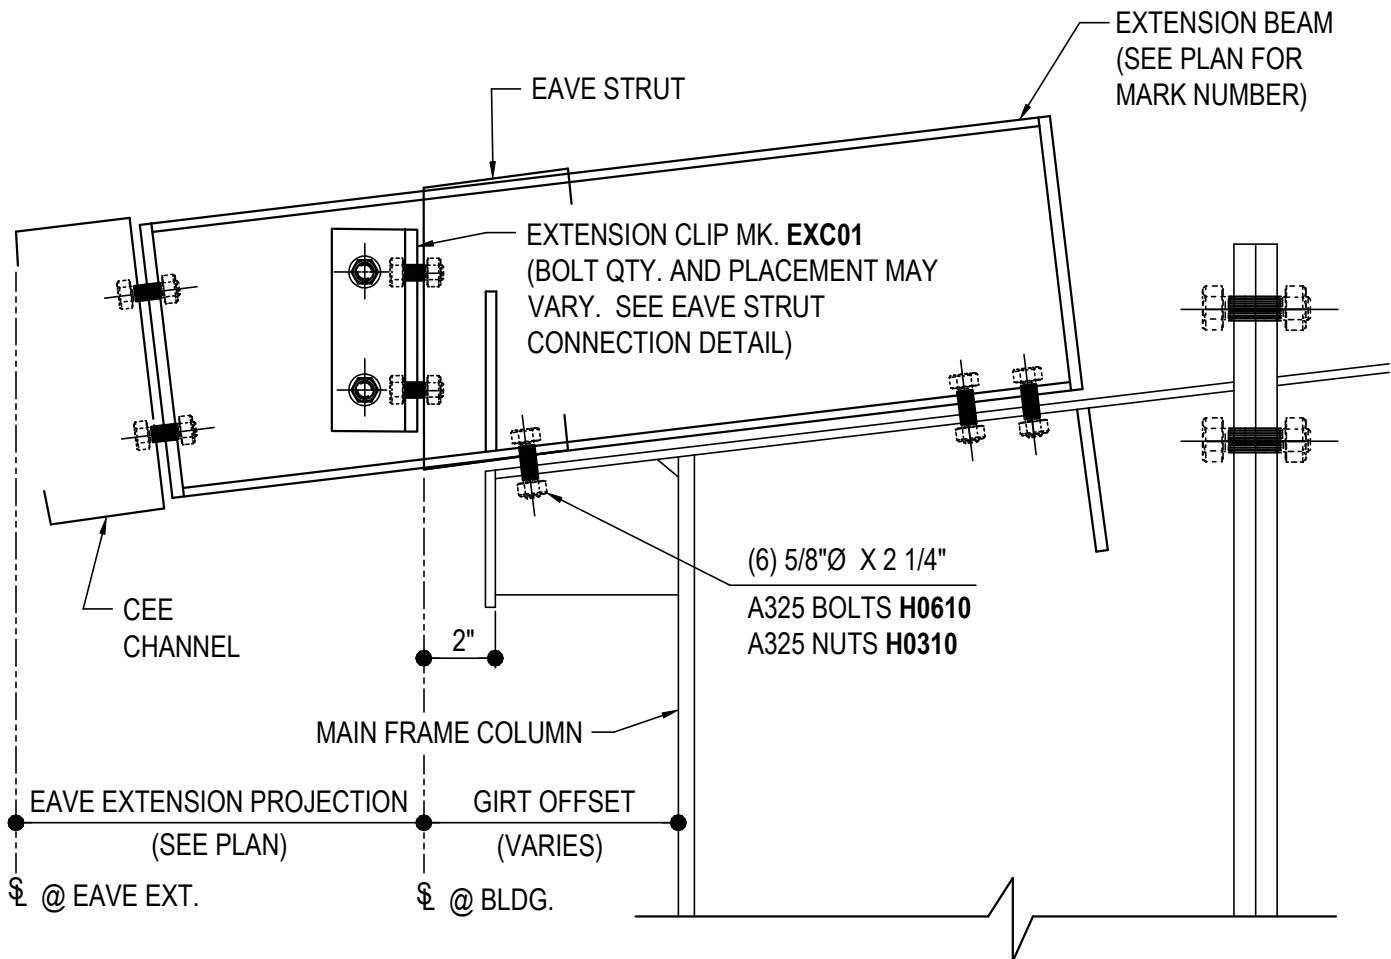 EXTENSION BEAM
(SEE PLAN FOR
MARK NUMBER)
EAVE STRUT
EXTENSION CLIP MK. EXC01
(BOLT QTY. AND PLACEMENT MAY
VARY. SEE EAVE STRUT
CONNECTION DETAIL)
(6) 5/8"Ø X 2 1/4"
A325 BOLTS H0610
A325 NUTS H0310
CEE
CHANNEL
2"
MAIN FRAME COLUMN
EAVE EXTENSION PROJECTION
(SEE PLAN)
GIRT OFFSET
(VARIES)
SL @ EAVE EXT.
SL @ BLDG.